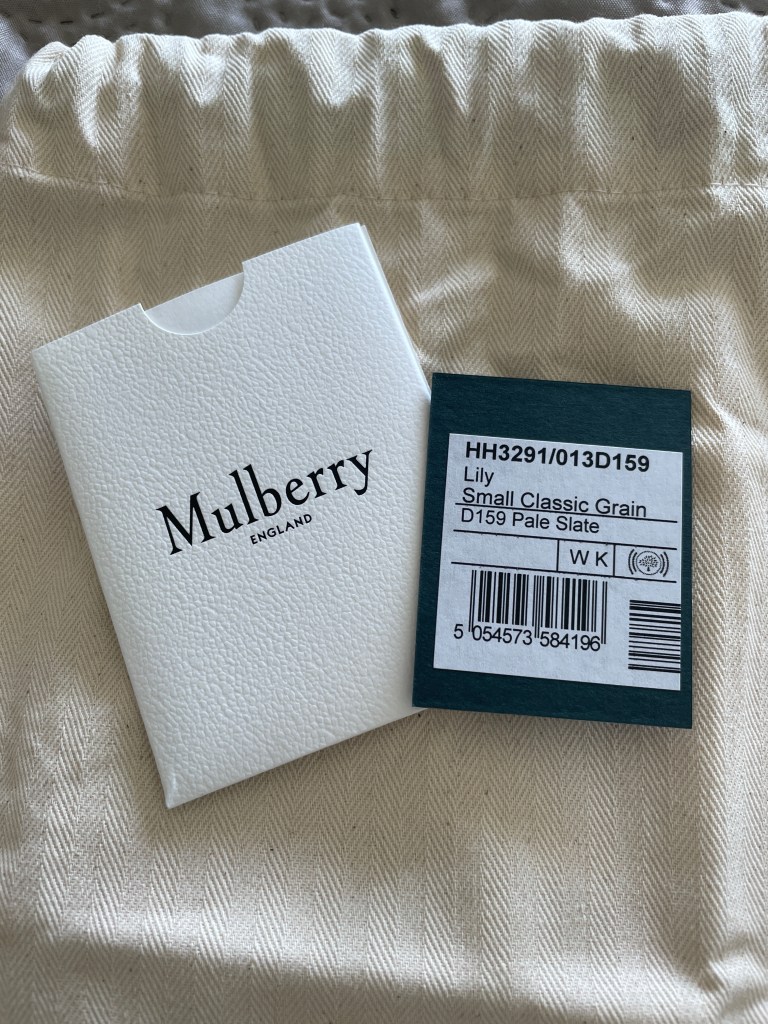 Mulberry
ENGLAND
HH3291/013D159
Lily
Small Classic Grain
D159 Pale Slate
W K
5 054573 584196